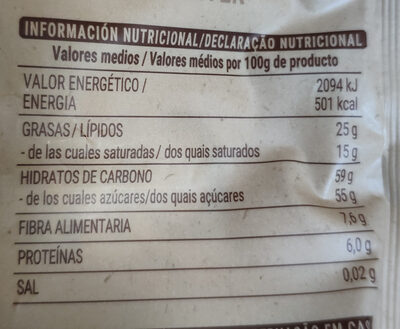 INFORMACIÓN NUTRICIONAL/DECLARAÇÃO NUTRICIONAL
Valores medios / Valores médios por 100g de producto
VALOR ENERGÉTICO / 2094 kJ
ENERGIA 501 kcal
GRASAS / LÍPIDOS 25 g
- de las cuales saturadas / dos quais saturados 15 g
HIDRATOS DE CARBONO 59 g
- de los cuales azúcares/dos quais açúcares 55 g
FIBRA ALIMENTARIA 7,6 g
PROTEÍNAS 6,0 g
SAL 0,02 g
EM